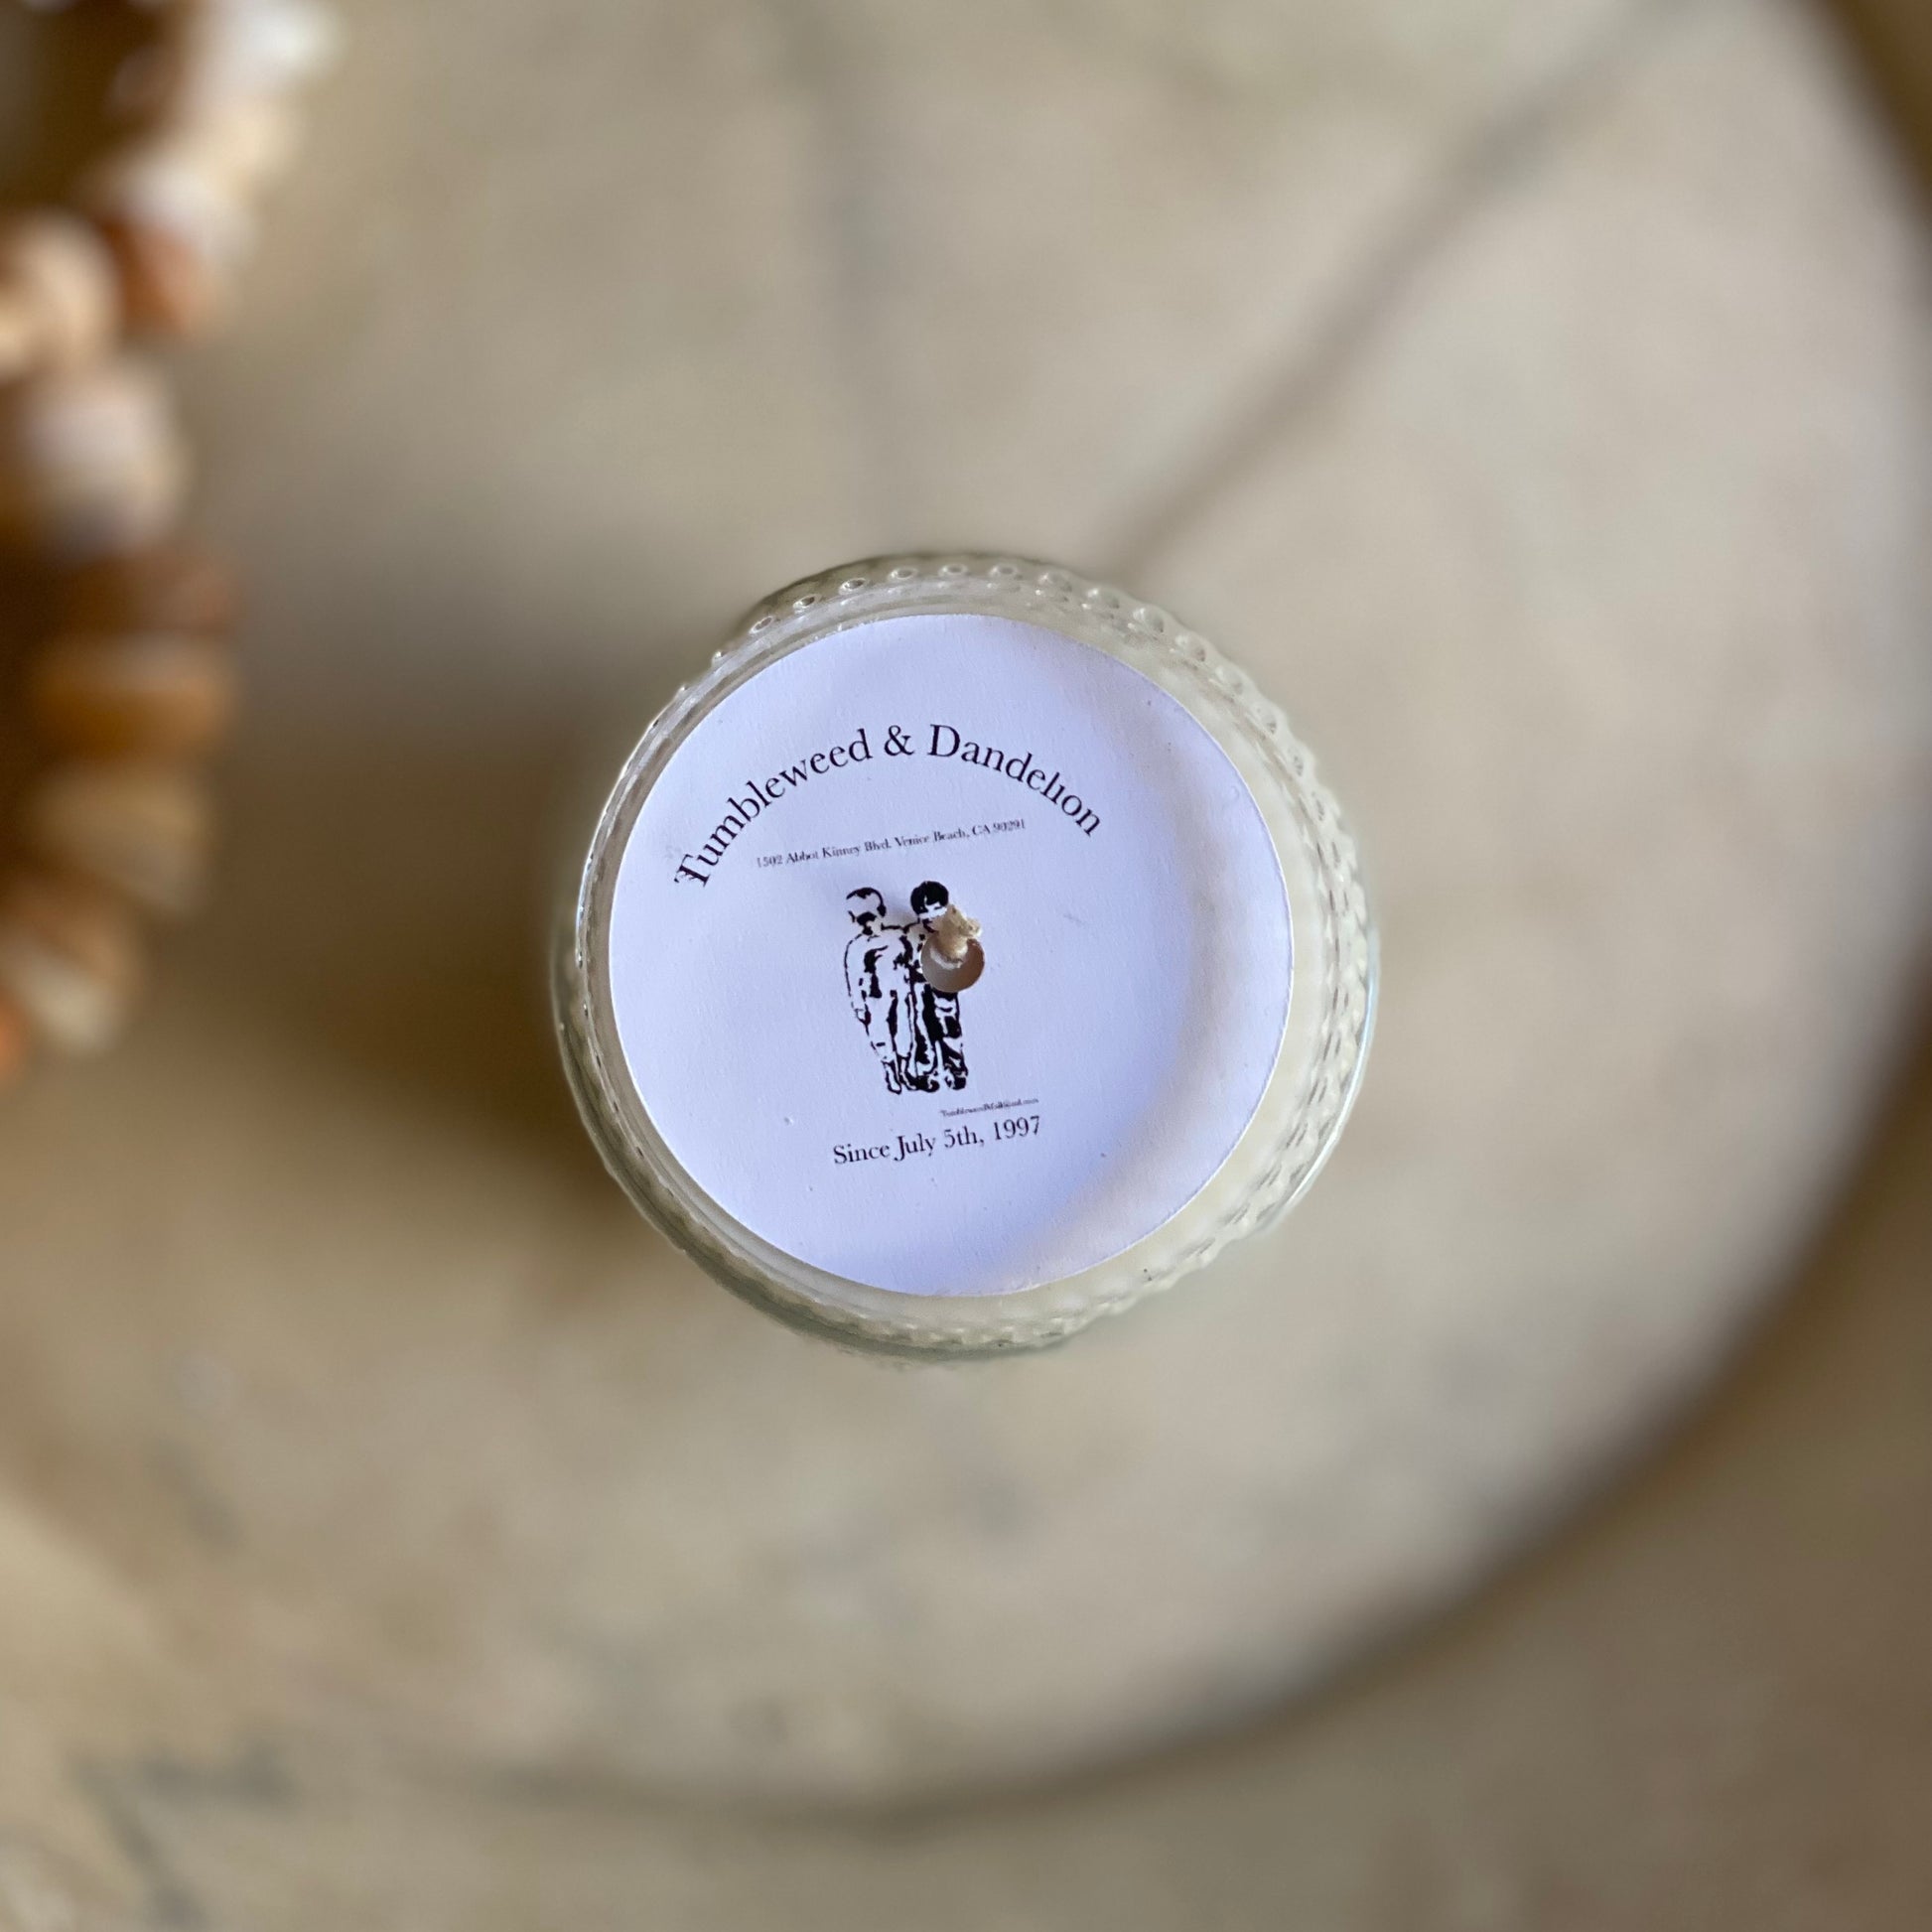 Tumbleweed & Dandelion
1502 Abbot Kinney Blvd. Venice Beach, CA 90291
Since July 5th, 1997